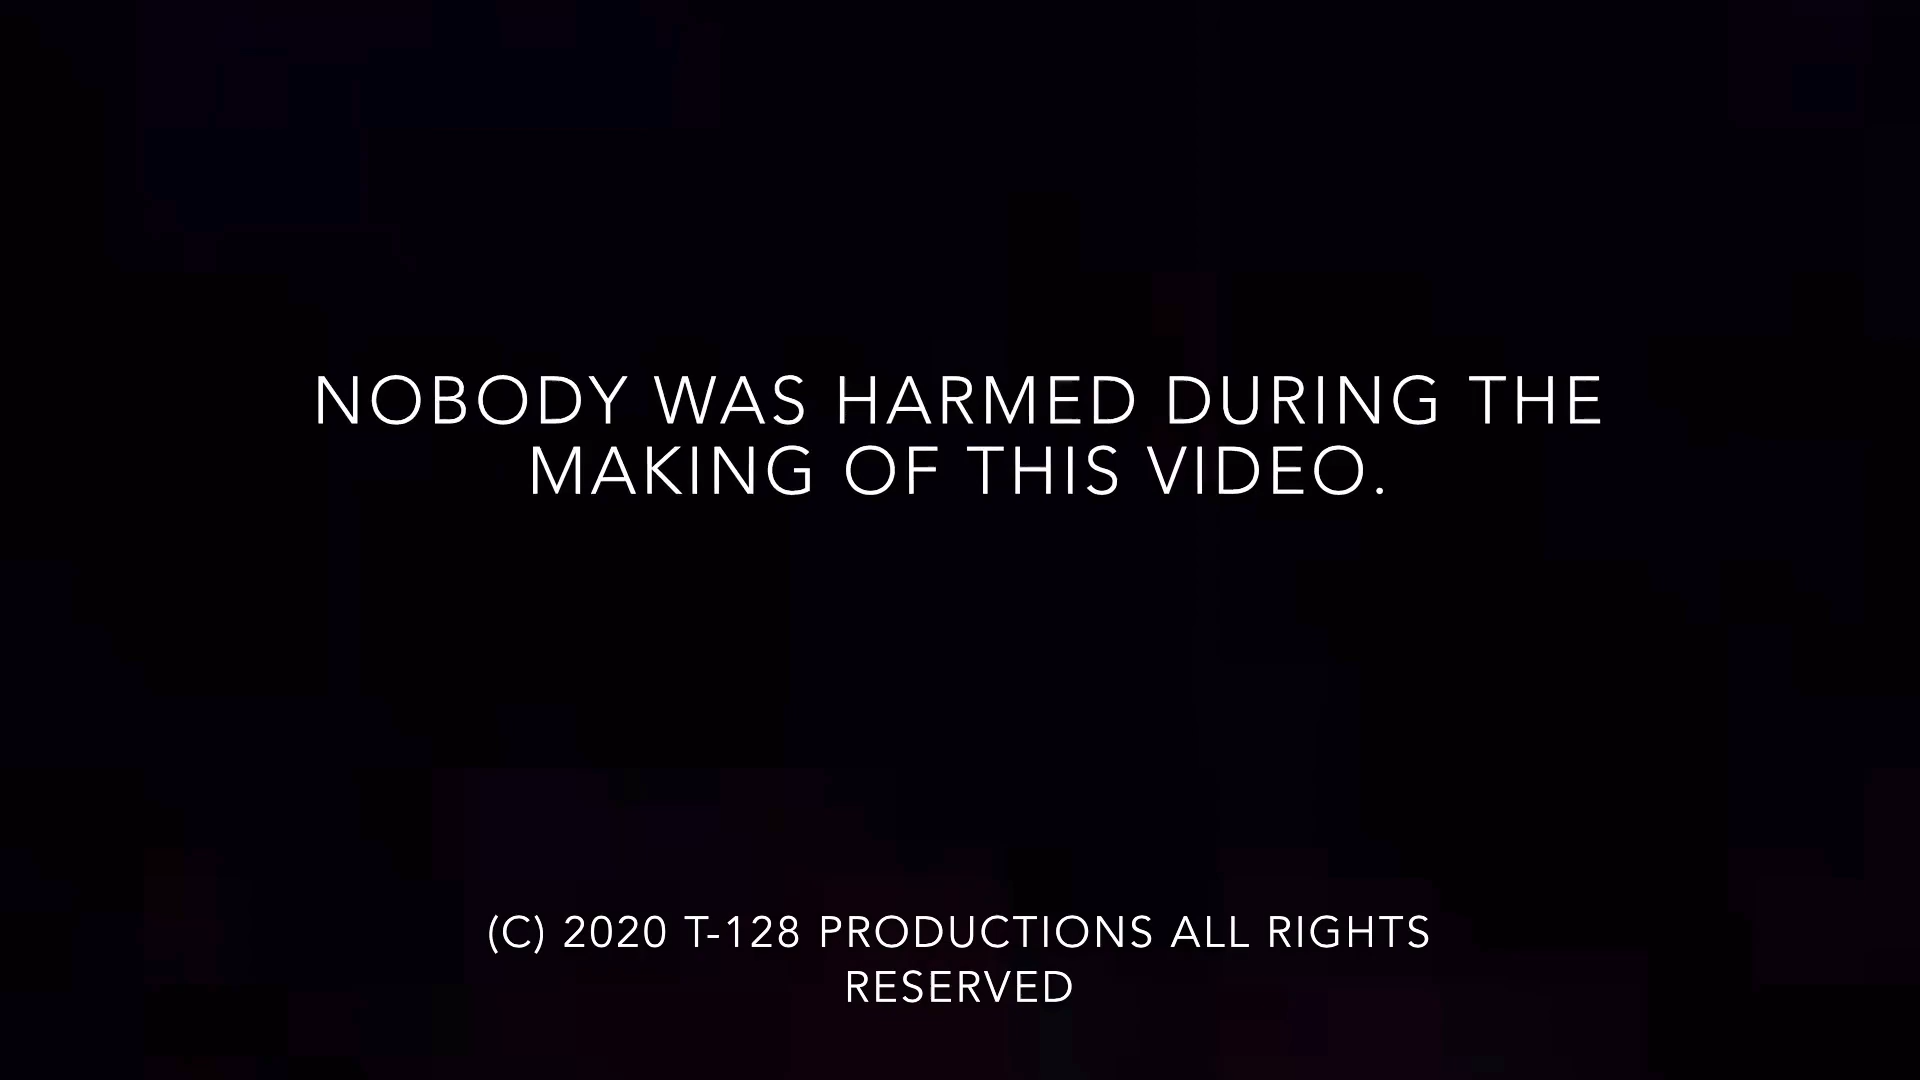 NOBODY WAS HARMED DURING THE
MAKING OF THIS VIDEO.
(C) 2020 T-128 PRODUCTIONS ALL RIGHTS
RESERVED